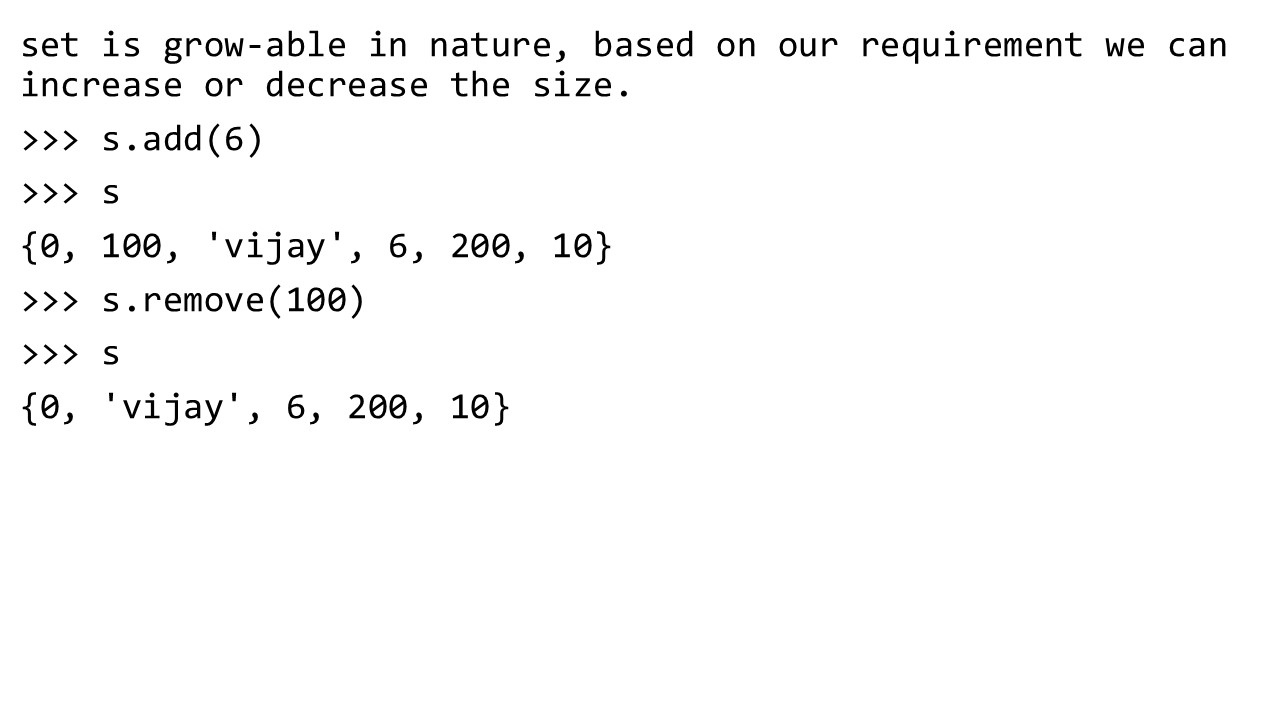 set is grow-able in nature, based on our requirement we can
increase or decrease the size.
>>> s.add(6)
>>> s
{0, 100, 'vijay', 6, 200, 10}
>>> s.remove(100)
>>> s
{0, 'vijay', 6, 200, 10}